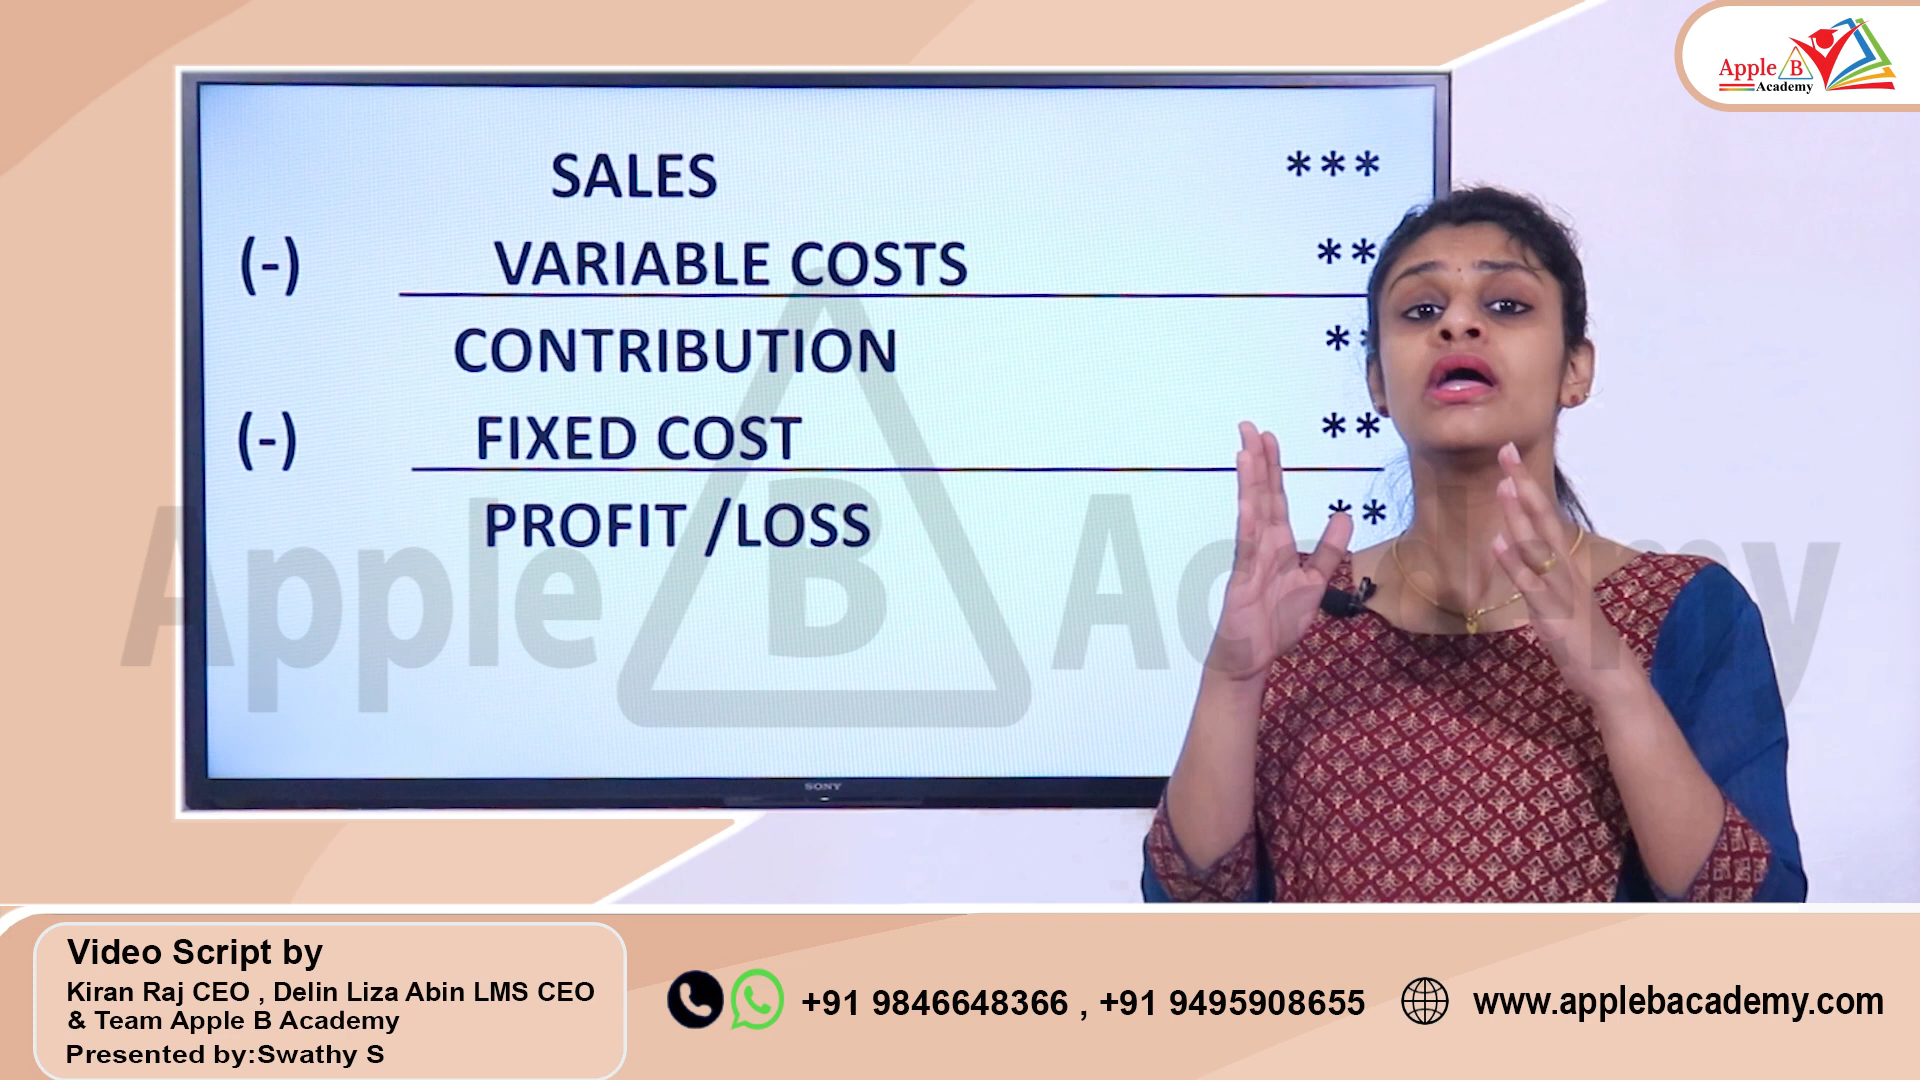 Apple B
Academy
SALES ***
(-) VARIABLE COSTS **
CONTRIBUTION **
(-) FIXED COST **
PROFIT /LOSS **
Apple B Academy
SONY
Video Script by
Kiran Raj CEO , Delin Liza Abin LMS CEO
& Team Apple B Academy
Presented by:Swathy S
+91 9846648366 , +91 9495908655
www.applebacademy.com